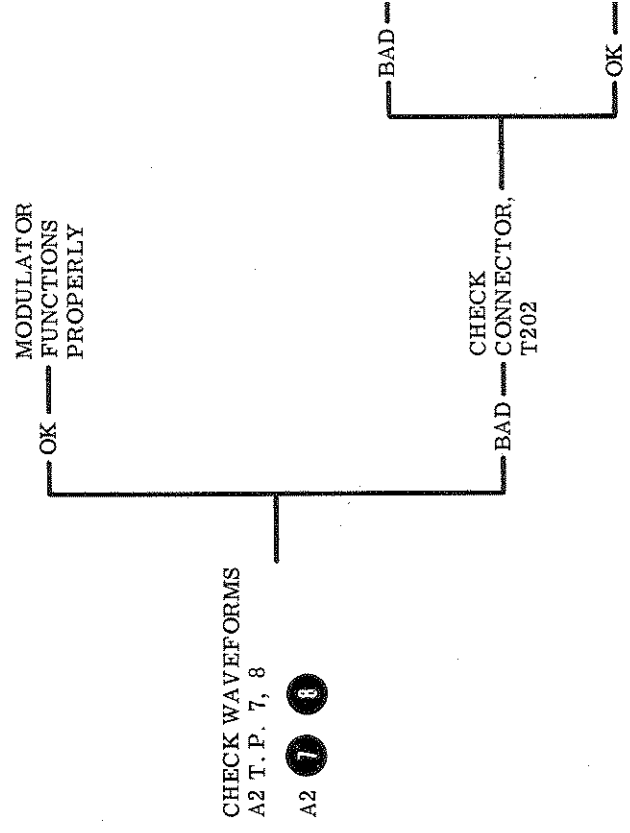 CHECK WAVEFORMS
A2 T.P. 7, 8
A2 7 8
OK
MODULATOR
FUNCTIONS
PROPERLY
BAD
CHECK
CONNECTOR,
T202
BAD
OK